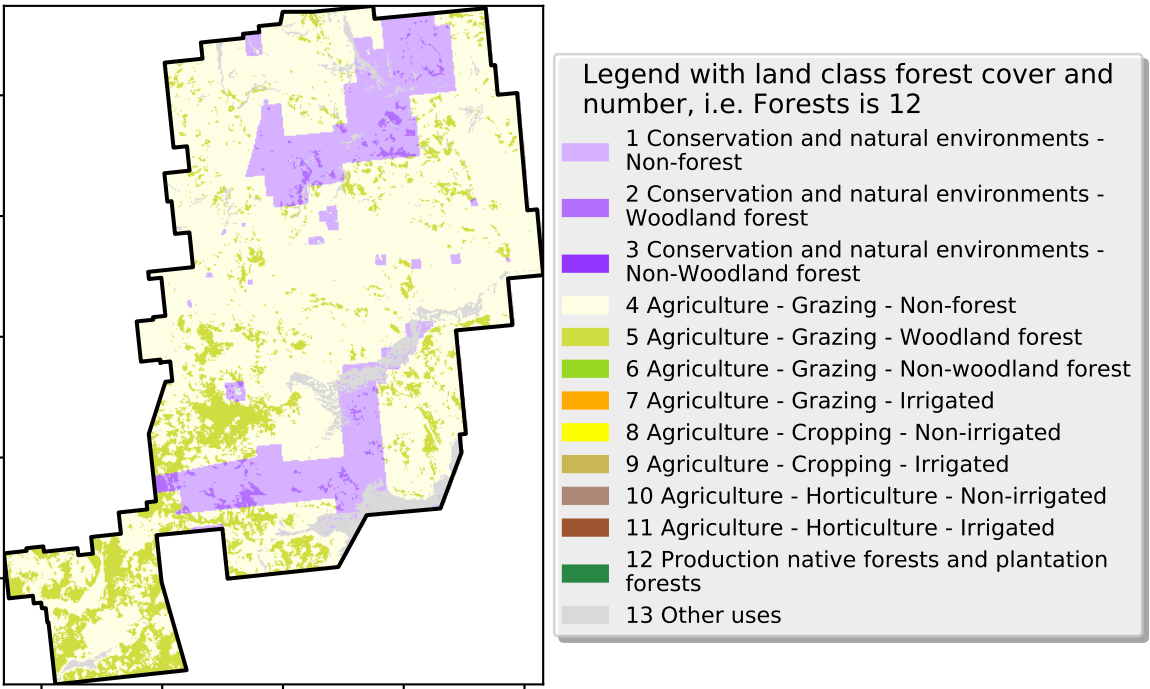 Legend with land class forest cover and
number, i.e. Forests is 12
1 Conservation and natural environments -
Non-forest
2 Conservation and natural environments -
Woodland forest
3 Conservation and natural environments -
Non-Woodland forest
4 Agriculture - Grazing - Non-forest
5 Agriculture - Grazing - Woodland forest
6 Agriculture - Grazing - Non-woodland forest
7 Agriculture - Grazing - Irrigated
8 Agriculture - Cropping - Non-irrigated
9 Agriculture - Cropping - Irrigated
10 Agriculture - Horticulture - Non-irrigated
11 Agriculture - Horticulture - Irrigated
12 Production native forests and plantation
forests
13 Other uses